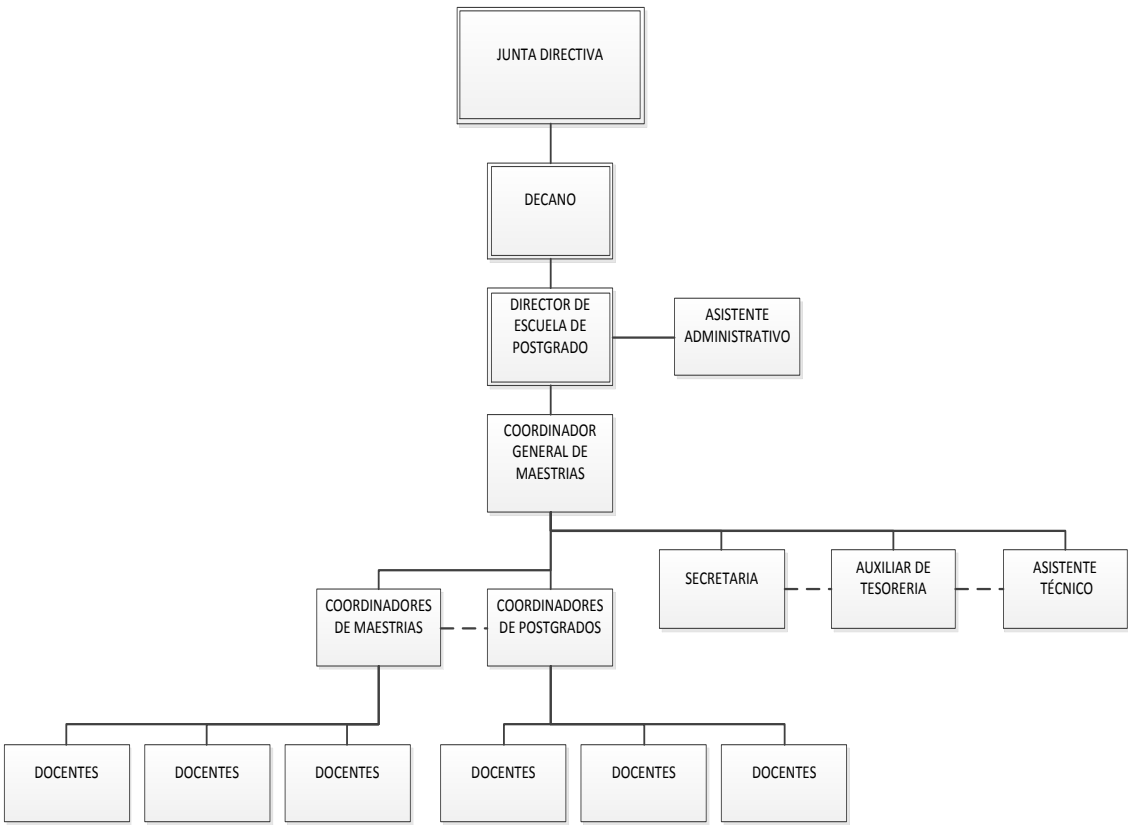 JUNTA DIRECTIVA
DECANO
DIRECTOR DE
ESCUELA DE
POSTGRADO
ASISTENTE
ADMINISTRATIVO
COORDINADOR
GENERAL DE
MAESTRIAS
SECRETARIA
AUXILIAR DE
TESORERIA
ASISTENTE
TÉCNICO
COORDINADORES
DE MAESTRIAS
COORDINADORES
DE POSTGRADOS
DOCENTES
DOCENTES
DOCENTES
DOCENTES
DOCENTES
DOCENTES